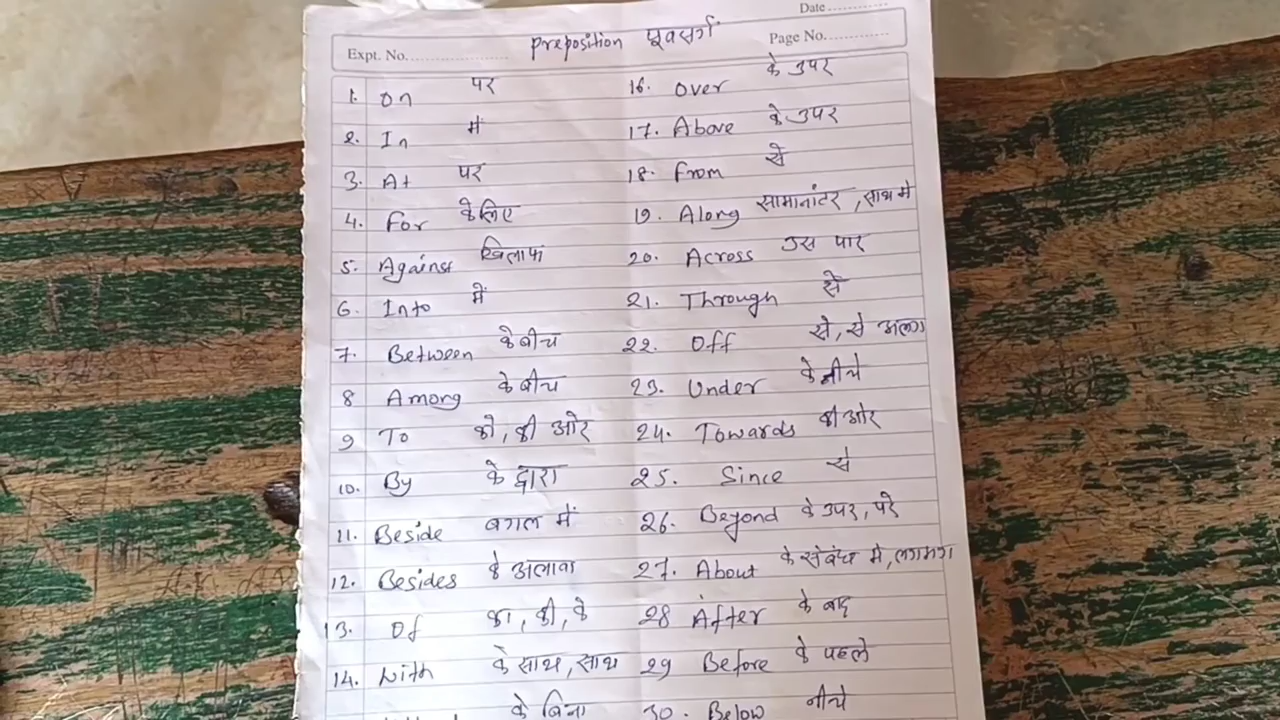 Date
Expt. No. preposition पूवसर्ग Page No.
1. On पर
2. In में
3. At पर
4. For के लिए
5. Against खिलाफ
6. Into में
7. Between के बीच
8 Among के बीच
9 To को, की ओर
10. By के द्वारा
11. Beside बगल में
12. Besides के अलावा
13. Of का, की, के
14. With के साथ, साथ
के बिना
16. Over के उपर
17. Above के उपर
18. From से
19. Along सामानांटर, साथ मे
20. Across उस पार
21. Through से
22. Off से, से अलग
23. Under के नीचे
24. Towards की ओर
25. Since से
26. Beyond के उपर, परे
27. About के संबंध मे, लगभग
28 After के बाद
29 Before के पहले
30. Below नीचे